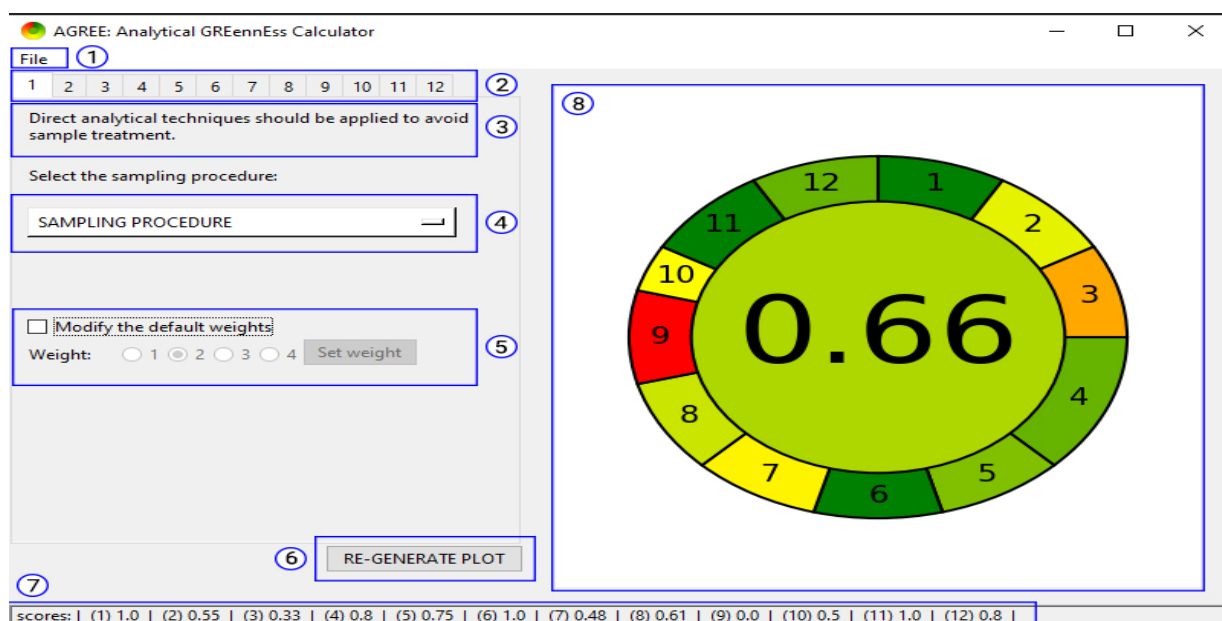 AGREE: Analytical GREennEss Calculator
File 1
1 2 3 4 5 6 7 8 9 10 11 12 2
Direct analytical techniques should be applied to avoid
sample treatment.
3
Select the sampling procedure:
SAMPLING PROCEDURE 4
Modify the default weights
Weight: 1 2 3 4 Set weight 5
6 RE-GENERATE PLOT
7
scores: | (1) 1.0 | (2) 0.55 | (3) 0.33 | (4) 0.8 | (5) 0.75 | (6) 1.0 | (7) 0.48 | (8) 0.61 | (9) 0.0 | (10) 0.5 | (11) 1.0 | (12) 0.8 |
8
12 1
11 2
10 3
0.66
9
4
8
7 5
6